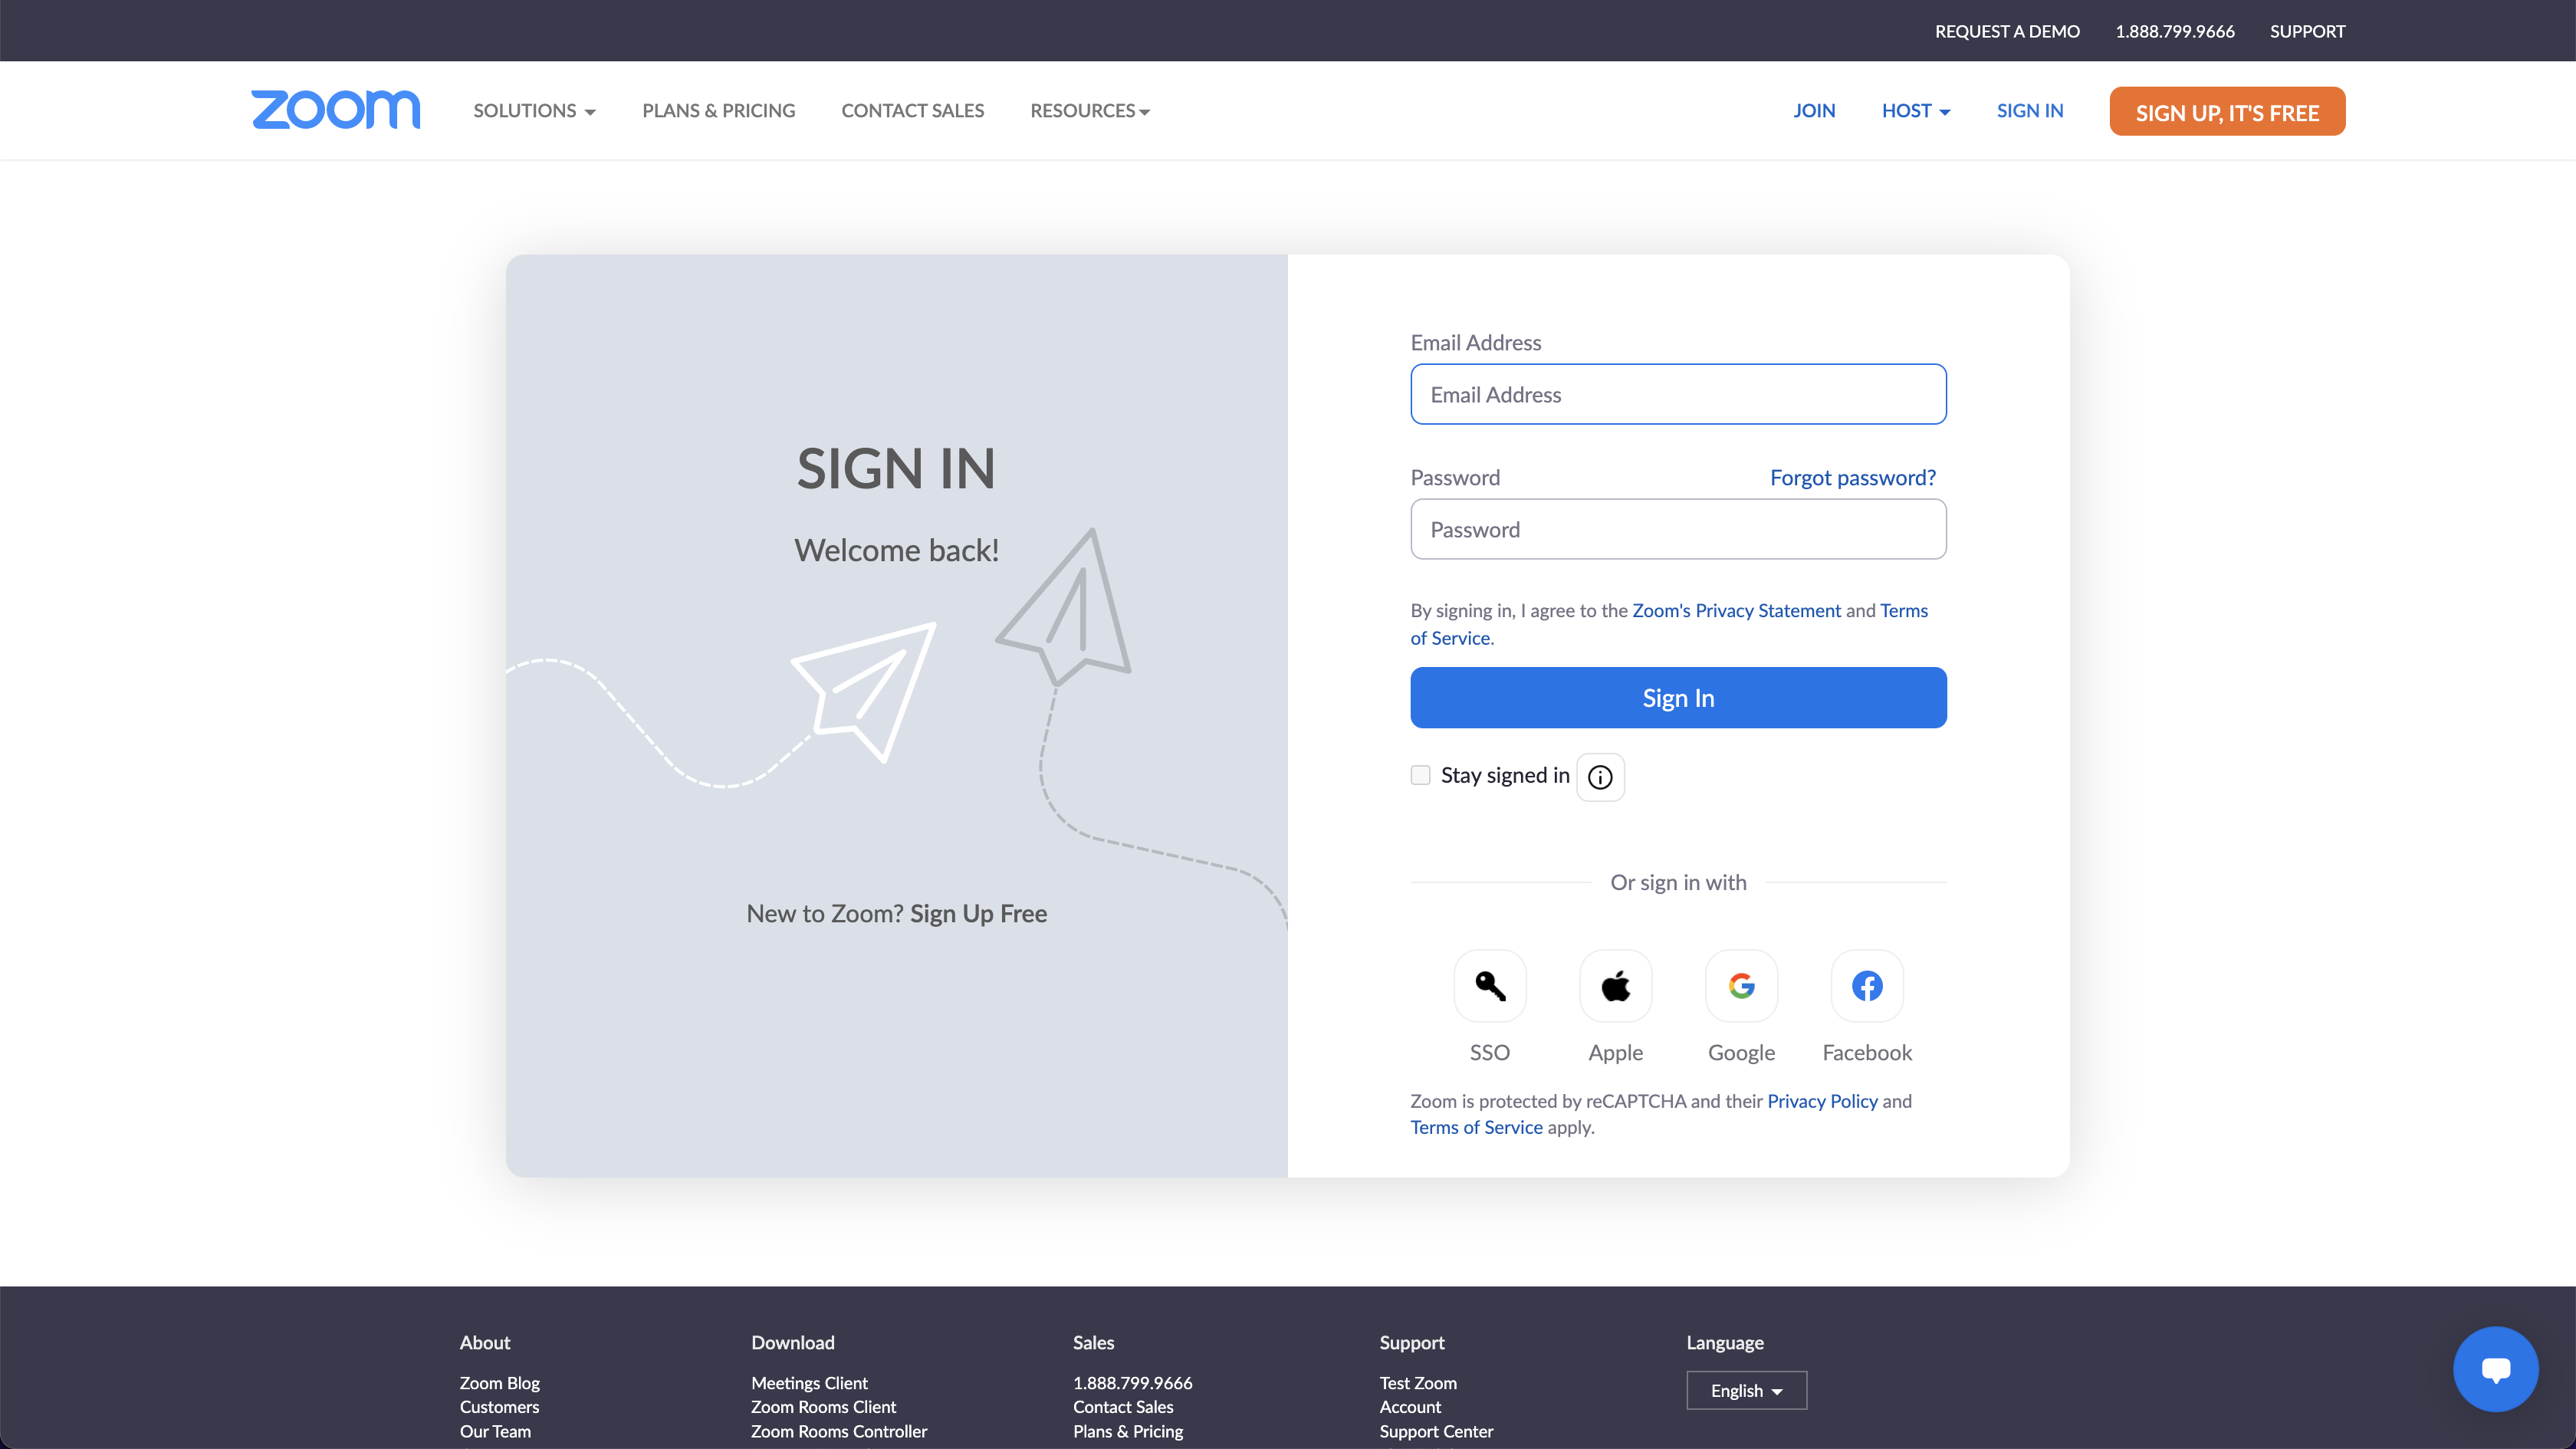 REQUEST A DEMO 1.888.799.9666 SUPPORT
zoom SOLUTIONS PLANS & PRICING CONTACT SALES RESOURCES JOIN HOST SIGN IN SIGN UP, IT'S FREE
SIGN IN
Welcome back!
New to Zoom? Sign Up Free
Email Address
Email Address
Password Forgot password?
Password
By signing in, I agree to the Zoom's Privacy Statement and Terms
of Service.
Sign In
Stay signed in
Or sign in with
SSO Apple Google Facebook
Zoom is protected by reCAPTCHA and their Privacy Policy and
Terms of Service apply.
About
Zoom Blog
Customers
Our Team
Download
Meetings Client
Zoom Rooms Client
Zoom Rooms Controller
Sales
1.888.799.9666
Contact Sales
Plans & Pricing
Support
Test Zoom
Account
Support Center
Language
English